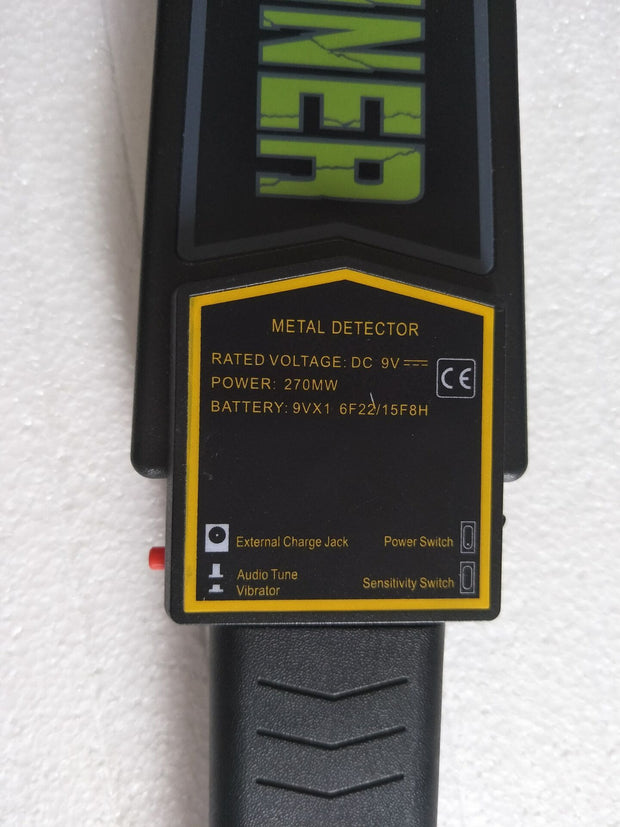 NER
METAL DETECTOR
RATED VOLTAGE: DC 9V
POWER: 270MW
BATTERY: 9VX1 6F22/15F8H
CE
External Charge Jack
Power Switch
Audio Tune
Vibrator
Sensitivity Switch